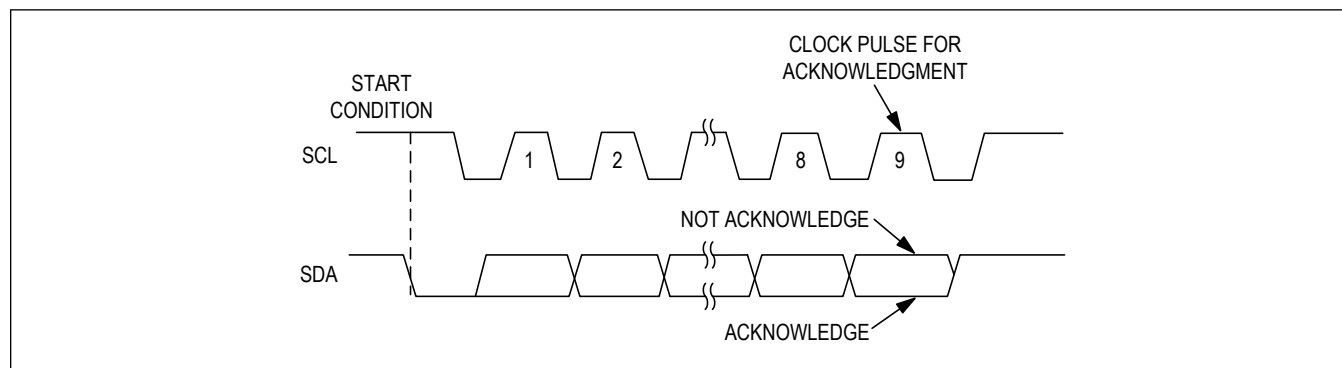 CLOCK PULSE FOR
ACKNOWLEDGMENT
START
CONDITION
SCL
1
2
8
9
NOT ACKNOWLEDGE
SDA
ACKNOWLEDGE